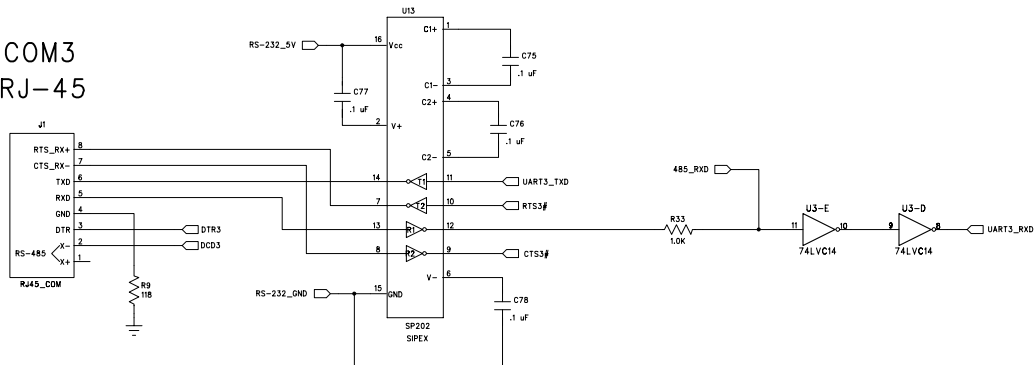 COM3
RJ-45
J1
RTS_RX+ 8
CTS_RX- 7
TXD 6
RXD 5
GND 4
DTR 3
X- 2
X+ 1
RS-485
RJ45_COM
R9
118
DTR3
DCD3
RS-232_5V
C77
.1 uF
RS-232_GND
U13
16 Vcc
2 V+
14 T1 11
7 T2 10
13 R1 12
8 R2 9
15 GND
C1+ 1
C1- 3
C2+ 4
C2- 5
V- 6
SP202
SIPEX
C75
.1 uF
C76
.1 uF
UART3_TXD
RTS3#
CTS3#
C78
.1 uF
485_RXD
R33
1.0K
U3-E
11 10
74LVC14
U3-D
9 8
74LVC14
UART3_RXD